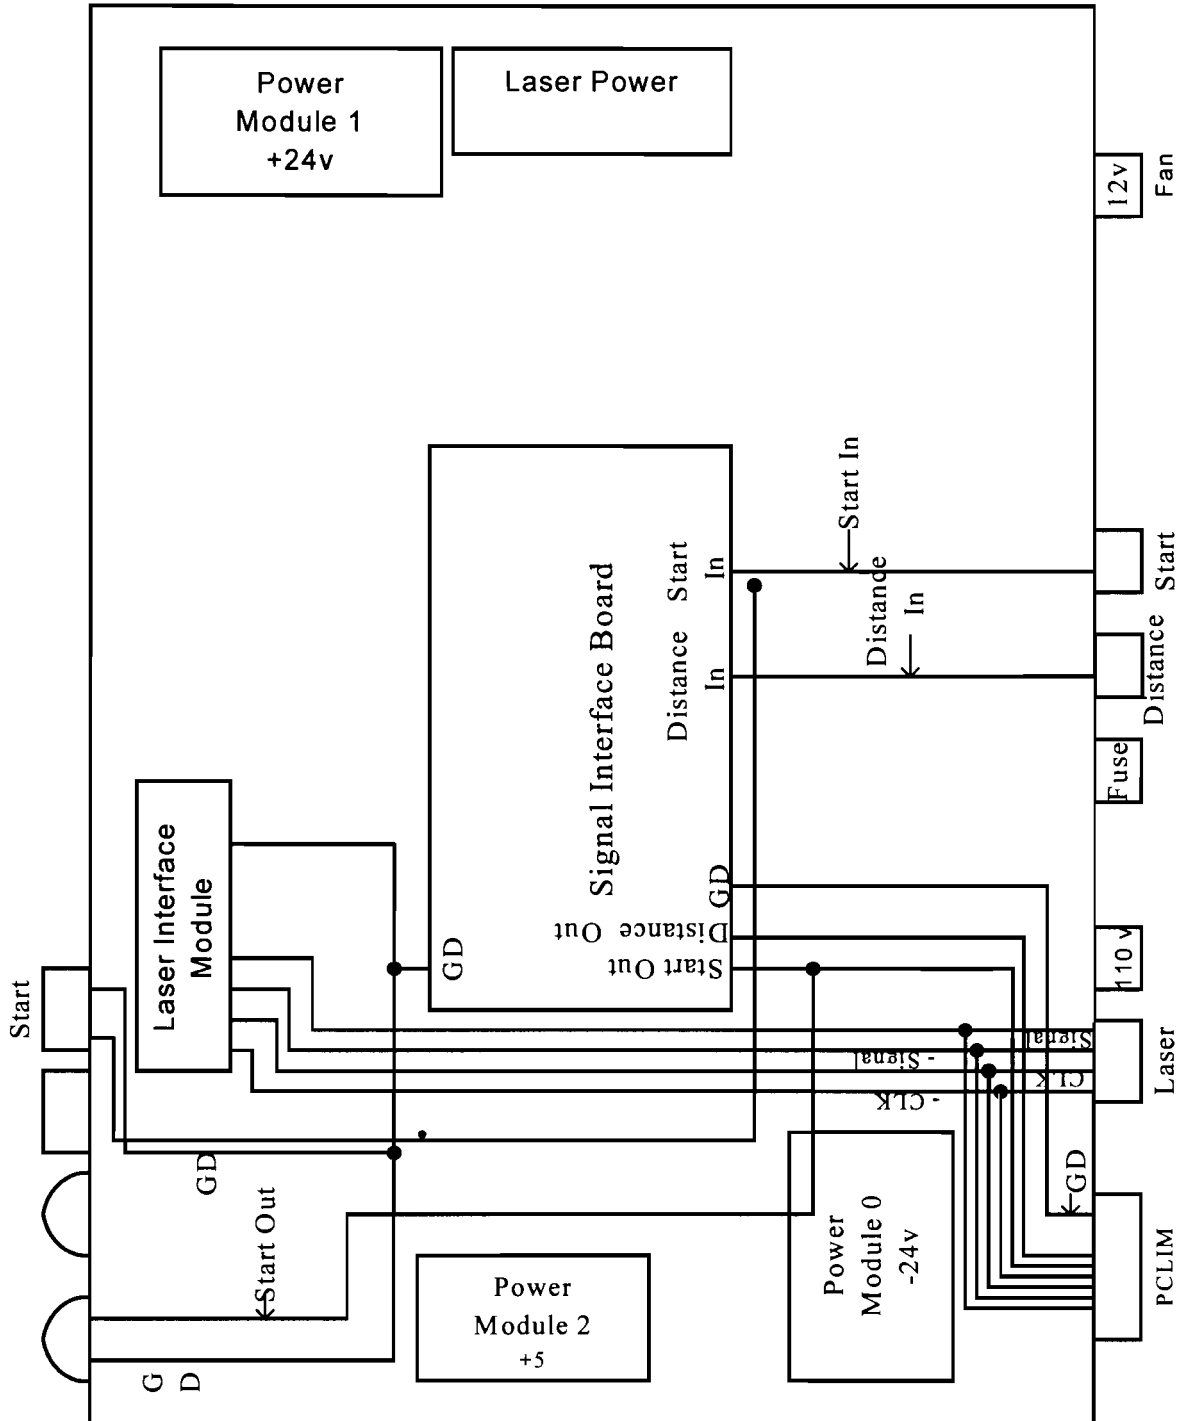 Power
Module 1
+24v
Laser Power
12v
Fan
Start In
Start
In
Distance
In
Distance
In
Start
Distance
Signal Interface Board
Fuse
Laser Interface
Module
GD
GD
Distance Out
Start Out
110 v
Start
Signal
- Signal
CLK
- CLK
Laser
GD
GD
Start Out
Power
Module 0
-24v
Power
Module 2
+5
PCLIM
G
D